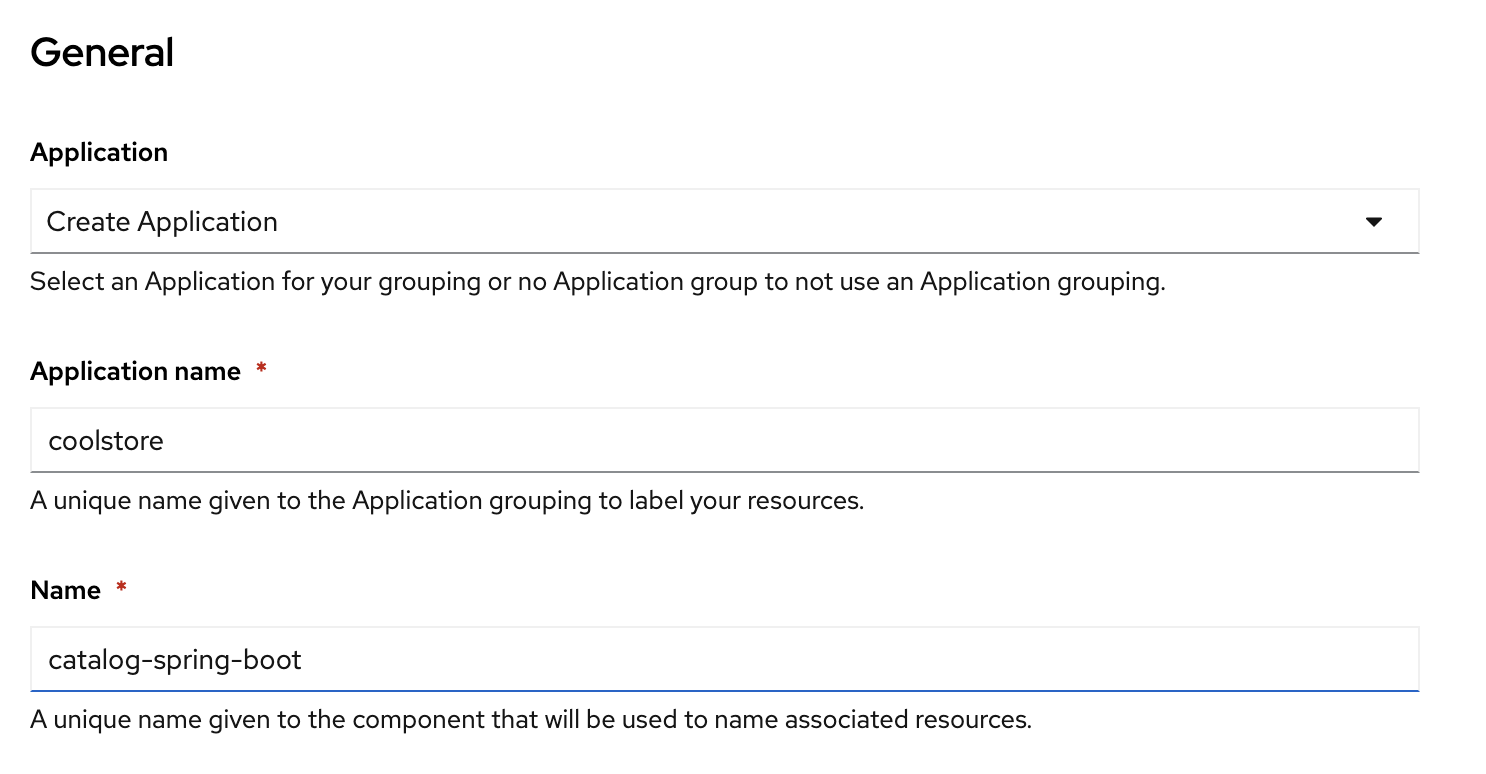 General
Application
Create Application
Select an Application for your grouping or no Application group to not use an Application grouping.
Application name *
coolstore
A unique name given to the Application grouping to label your resources.
Name *
catalog-spring-boot
A unique name given to the component that will be used to name associated resources.